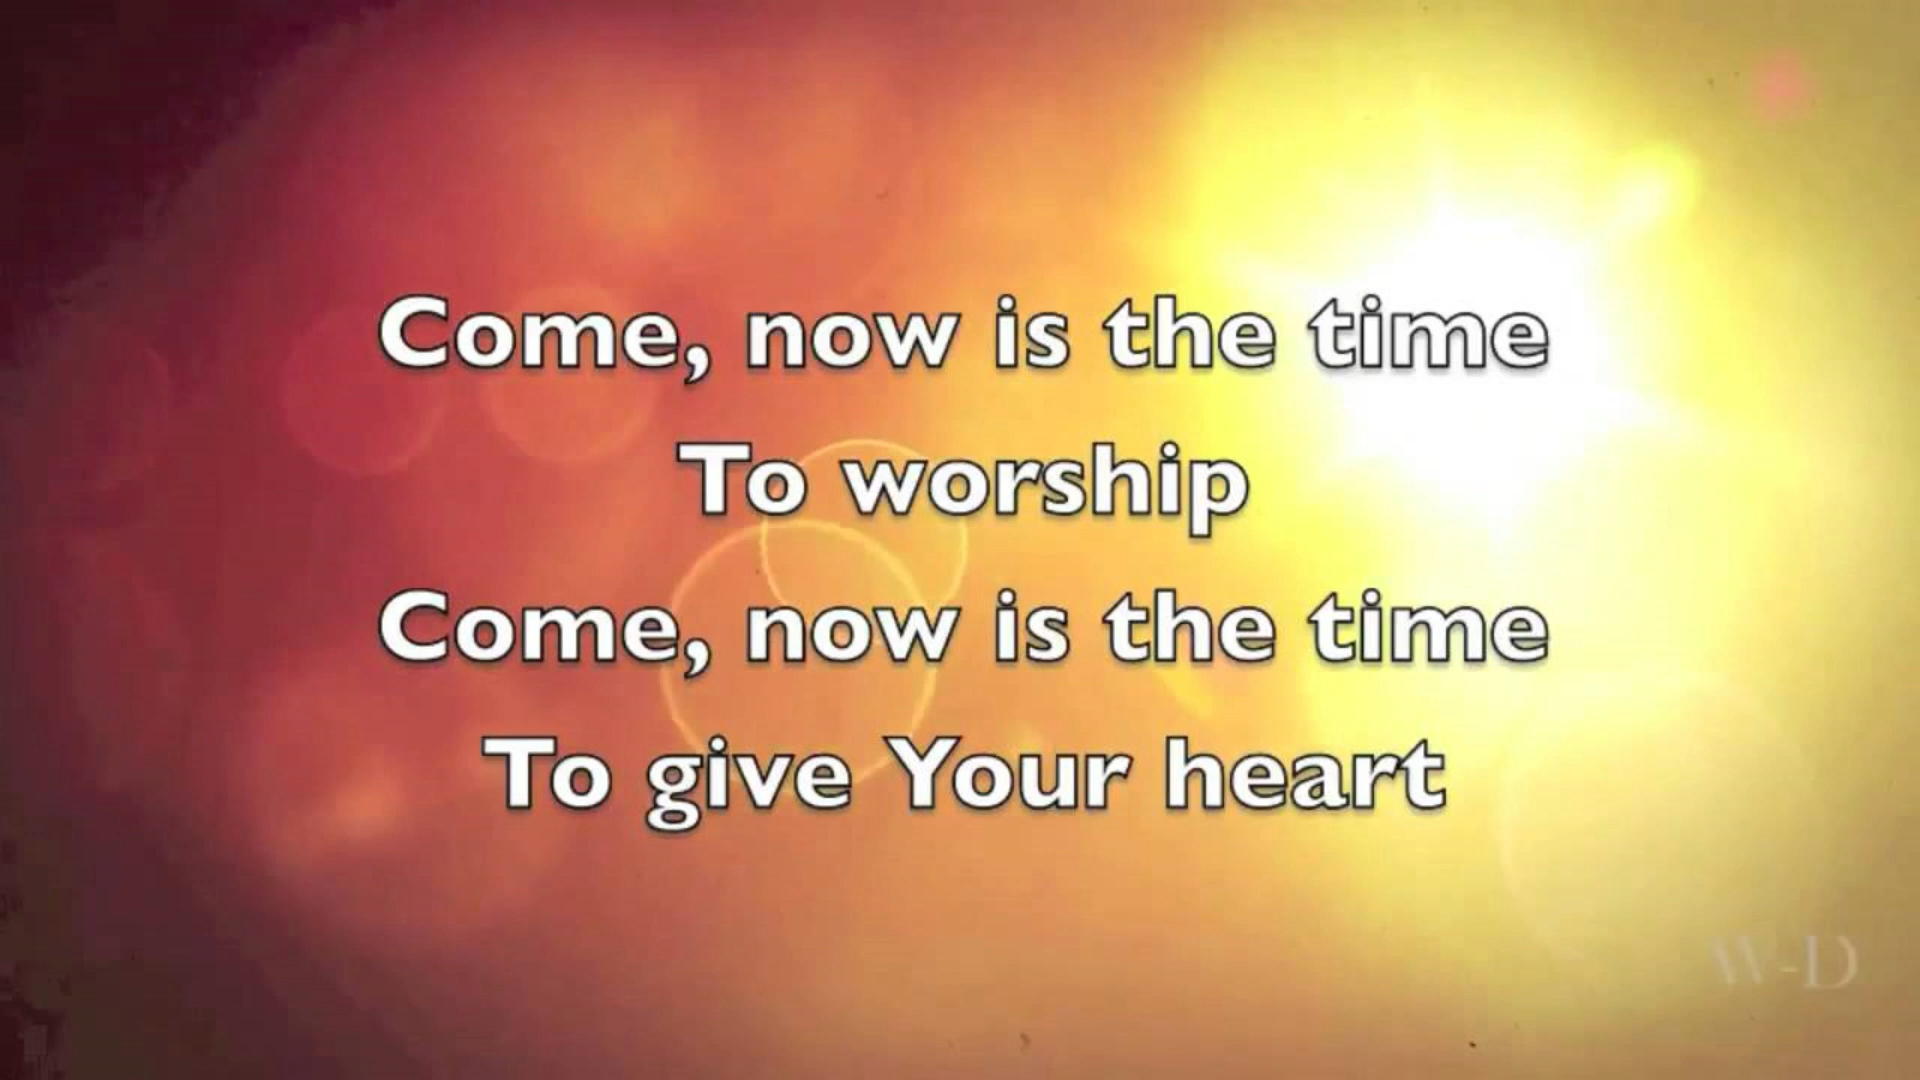 Come, now is the time
To worship
Come, now is the time
To give Your heart
W-D